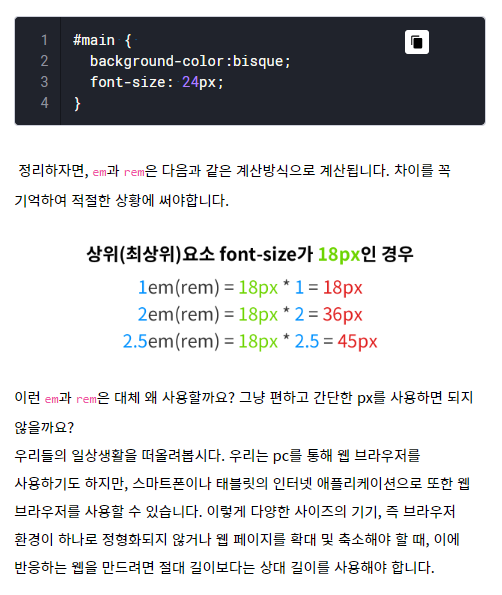 1 #main {
2 background-color:bisque;
3 font-size: 24px;
4 }
정리하자면, em과 rem은 다음과 같은 계산방식으로 계산됩니다. 차이를 꼭
기억하여 적절한 상황에 써야합니다.
상위(최상위)요소 font-size가 18px인 경우
1em(rem) = 18px * 1 = 18px
2em(rem) = 18px * 2 = 36px
2.5em(rem) = 18px * 2.5 = 45px
이런 em과 rem은 대체 왜 사용할까요? 그냥 편하고 간단한 px를 사용하면 되지
않을까요?
우리들의 일상생활을 떠올려봅시다. 우리는 pc를 통해 웹 브라우저를
사용하기도 하지만, 스마트폰이나 태블릿의 인터넷 애플리케이션으로 또한 웹
브라우저를 사용할 수 있습니다. 이렇게 다양한 사이즈의 기기, 즉 브라우저
환경이 하나로 정형화되지 않거나 웹 페이지를 확대 및 축소해야 할 때, 이에
반응하는 웹을 만드려면 절대 길이보다는 상대 길이를 사용해야 합니다.